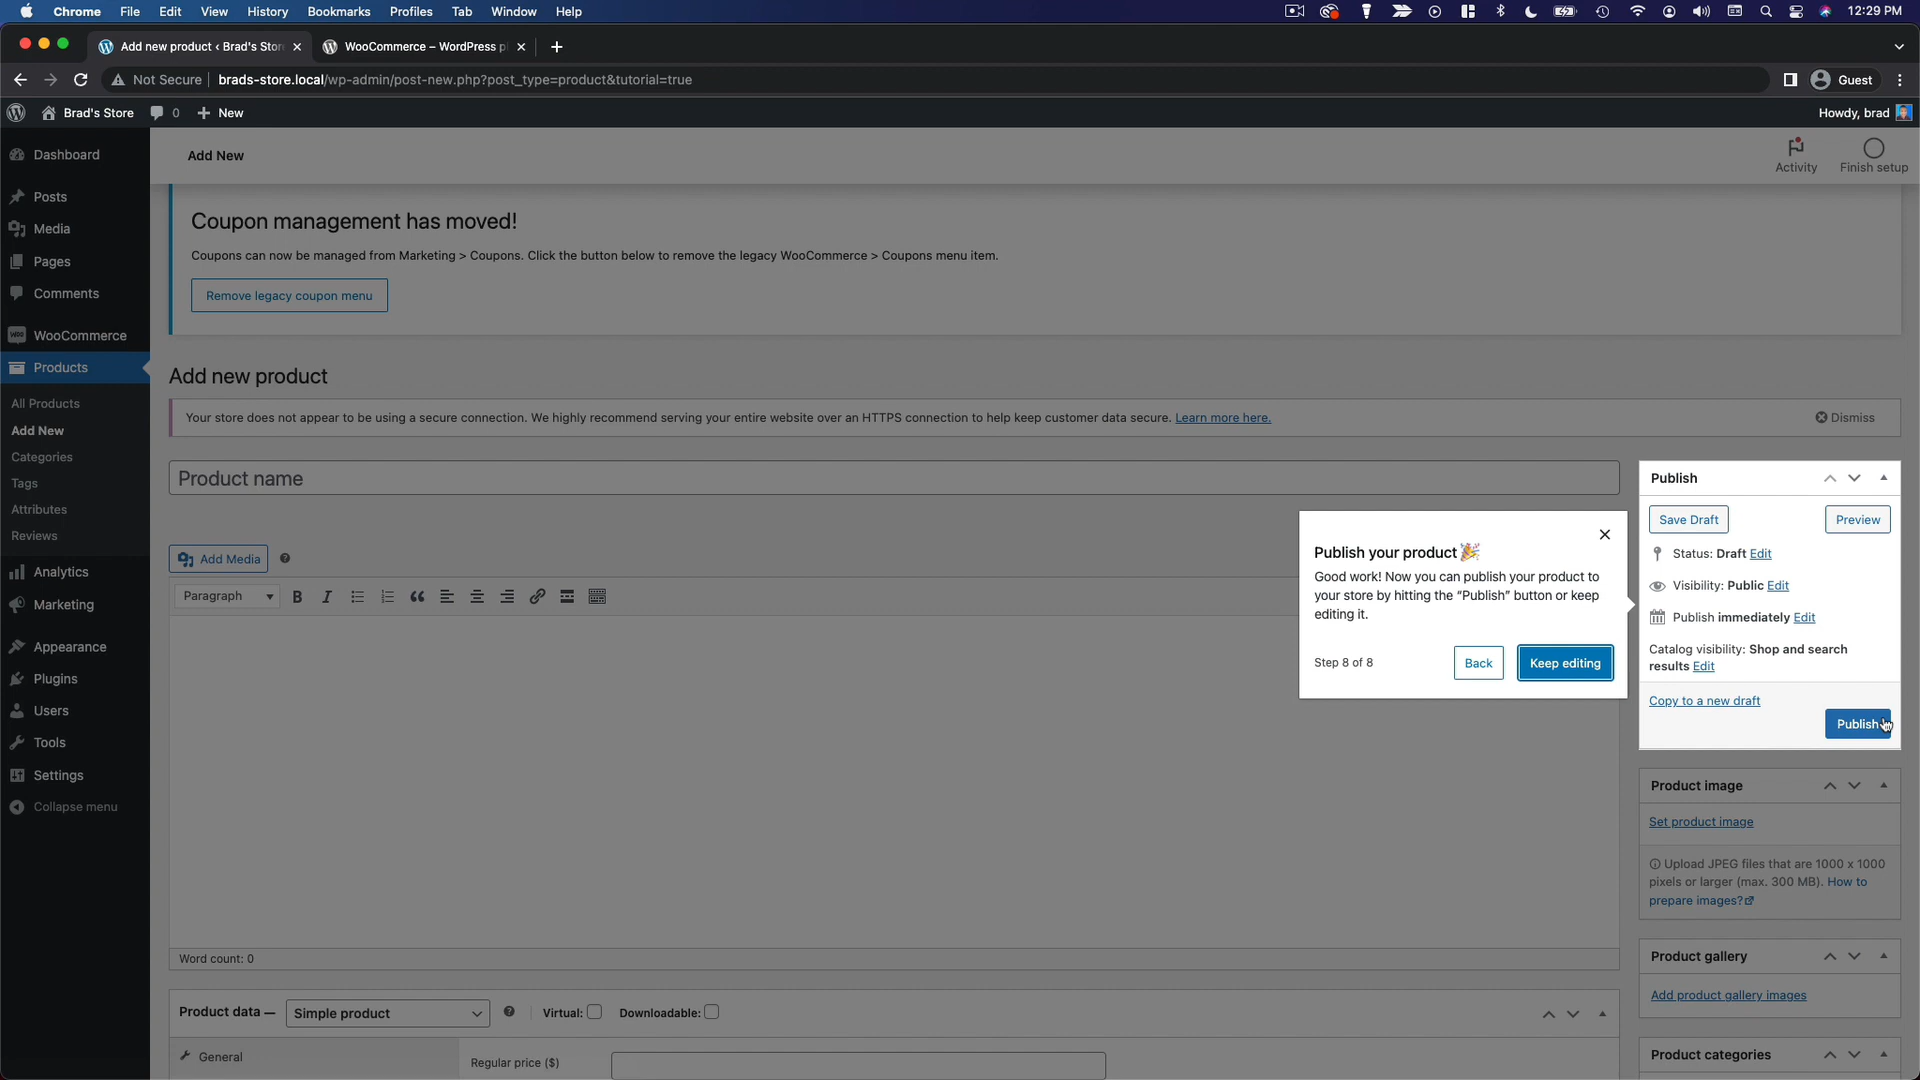 Chrome File Edit View History Bookmarks Profiles Tab Window Help 12:29 PM
Add new product ‹ Brad's Stor WooCommerce – WordPress p
Not Secure brads-store.local/wp-admin/post-new.php?post_type=product&tutorial=true Guest
Brad's Store 0 + New Howdy, brad
Dashboard
Posts
Media
Pages
Comments
WooCommerce
Products
All Products
Add New
Categories
Tags
Attributes
Reviews
Analytics
Marketing
Appearance
Plugins
Users
Tools
Settings
Collapse menu
Add New
Activity
Finish setup
Coupon management has moved!
Coupons can now be managed from Marketing > Coupons. Click the button below to remove the legacy WooCommerce > Coupons menu item.
Remove legacy coupon menu
Add new product
Your store does not appear to be using a secure connection. We highly recommend serving your entire website over an HTTPS connection to help keep customer data secure. Learn more here. Dismiss
Product name
Add Media
Paragraph
Word count: 0
Product data — Simple product Virtual: Downloadable:
General
Regular price ($)
Publish your product 🎉
Good work! Now you can publish your product to
your store by hitting the “Publish” button or keep
editing it.
Step 8 of 8 Back Keep editing
Publish
Save Draft Preview
Status: Draft Edit
Visibility: Public Edit
Publish immediately Edit
Catalog visibility: Shop and search
results Edit
Copy to a new draft
Publish
Product image
Set product image
Upload JPEG files that are 1000 x 1000
pixels or larger (max. 300 MB). How to
prepare images?
Product gallery
Add product gallery images
Product categories